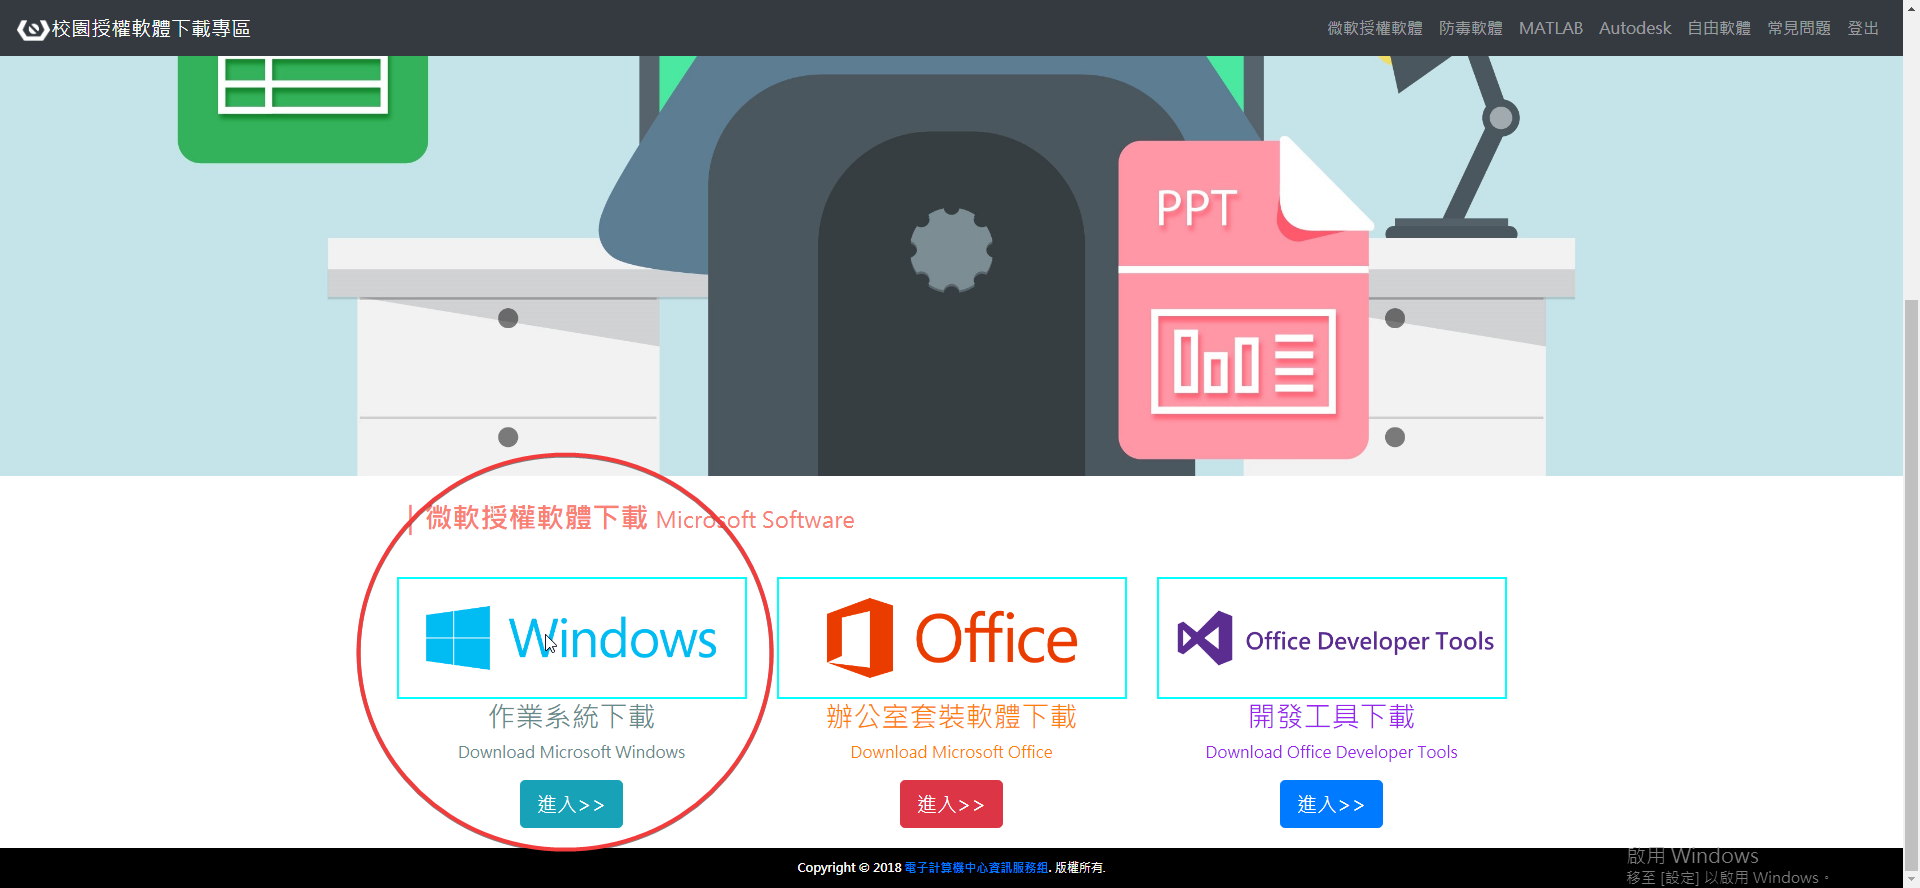 校園授權軟體下載專區
微軟授權軟體 防毒軟體 MATLAB Autodesk 自由軟體 常見問題 登出
PPT
| 微軟授權軟體下載 Microsoft Software
Windows
Office
Office Developer Tools
作業系統下載
辦公室套裝軟體下載
開發工具下載
Download Microsoft Windows
Download Microsoft Office
Download Office Developer Tools
進入>>
進入>>
進入>>
Copyright © 2018 電子計算機中心資訊服務組. 版權所有.
啟用 Windows
移至 [設定] 以啟用 Windows。